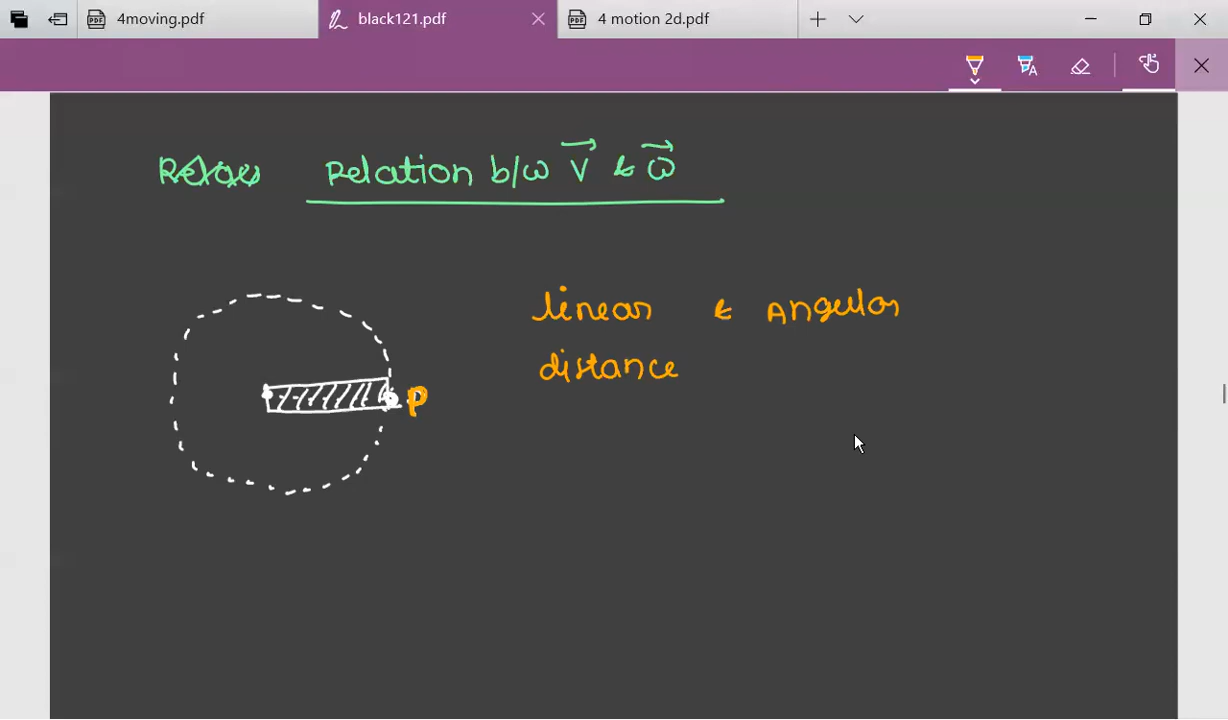 4moving.pdf
black121.pdf
4 motion 2d.pdf
Relation b/w V & ω
linear & Angular
distance
P